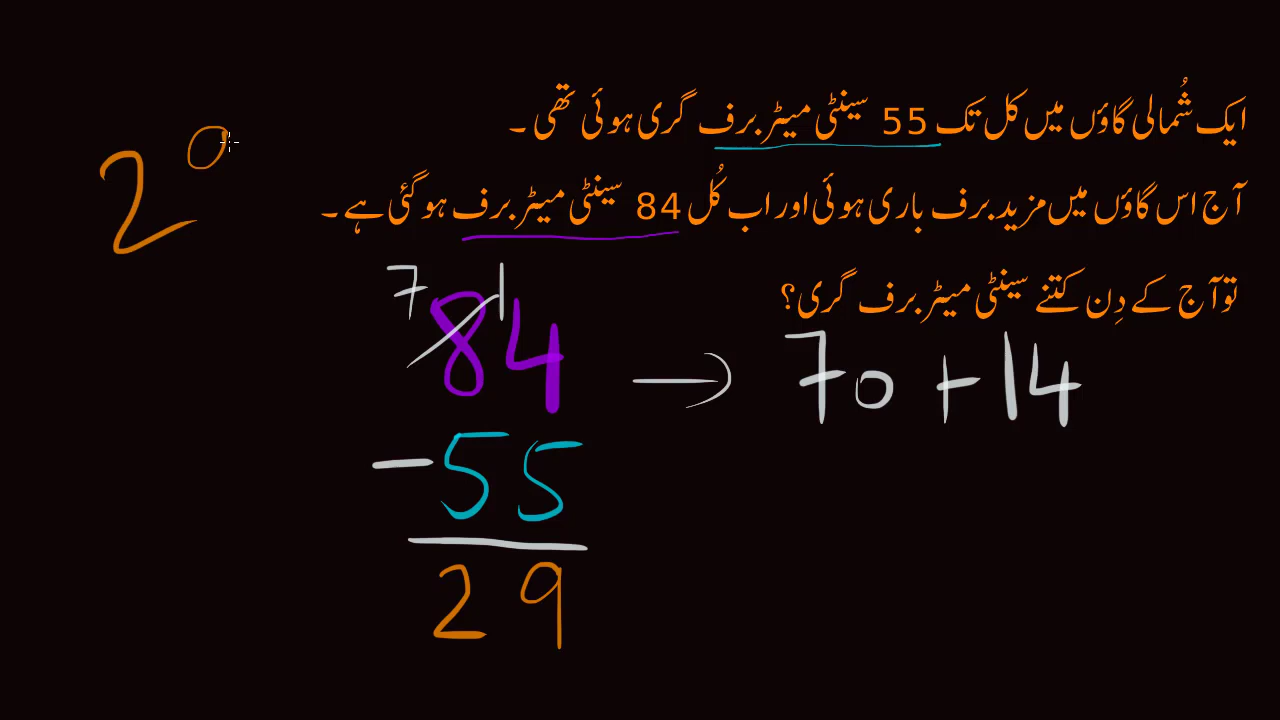 ایک شُمالی گاؤں میں کل تک 55 سینٹی میٹر برف گری ہوئی تھی۔
آج اس گاؤں میں مزید برف باری ہوئی اور اب کُل 84 سینٹی میٹر برف ہو گئی ہے۔
تو آج کے دِن کتنے سینٹی میٹر برف گری؟
2
7 1
84 → 70 + 14
- 55
29